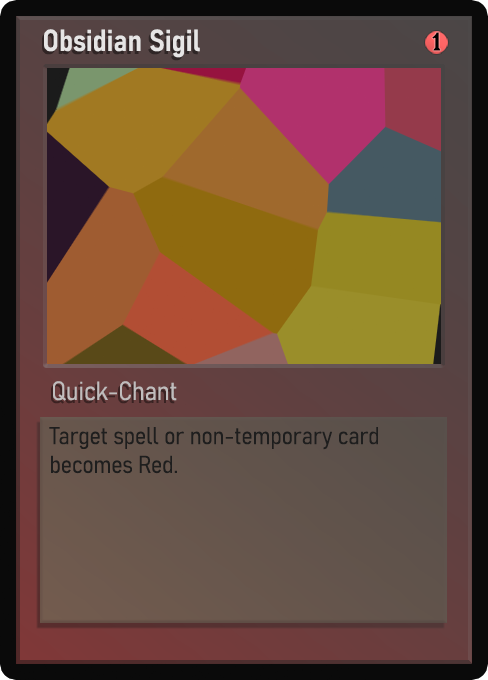 Obsidian Sigil
1
Quick-Chant
Target spell or non-temporary card
becomes Red.